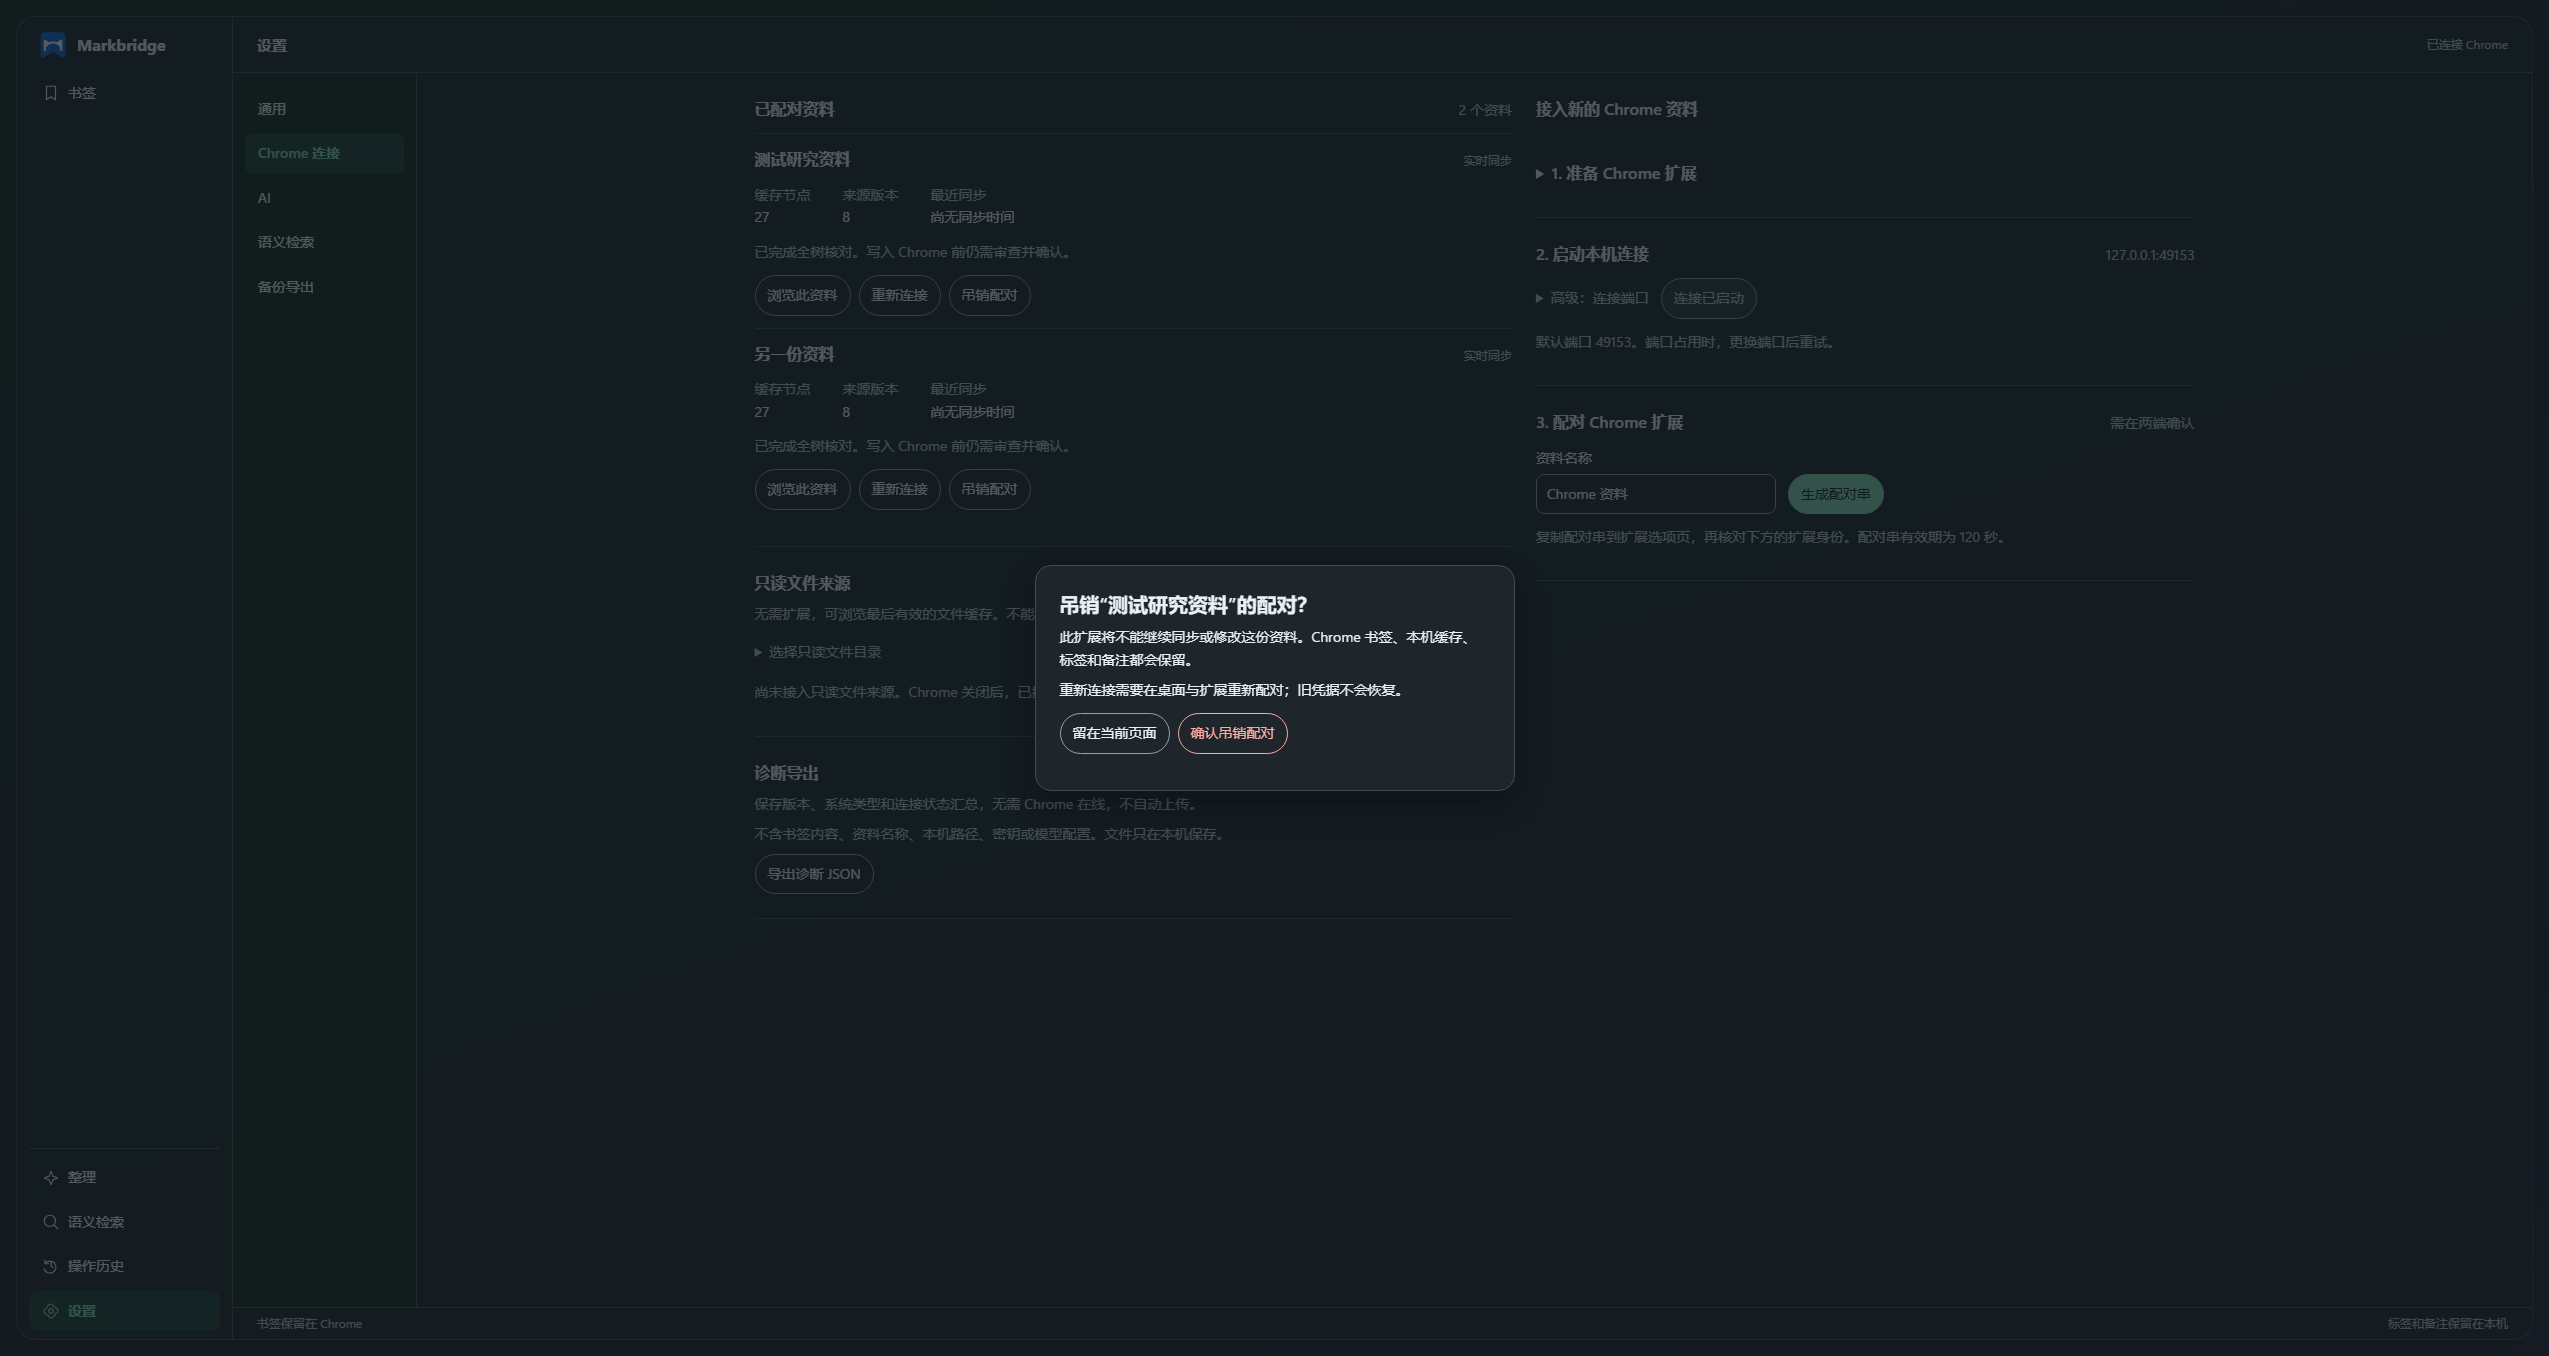 Markbridge
书签
整理
语义检索
操作历史
设置
设置
已连接 Chrome
通用
Chrome 连接
AI
语义检索
备份导出
已配对资料
2 个资料
测试研究资料
实时同步
缓存节点 来源版本 最近同步
27 8 尚无同步时间
已完成全树核对。写入 Chrome 前仍需审查并确认。
浏览此资料 重新连接 吊销配对
另一份资料
实时同步
缓存节点 来源版本 最近同步
27 8 尚无同步时间
已完成全树核对。写入 Chrome 前仍需审查并确认。
浏览此资料 重新连接 吊销配对
只读文件来源
无需扩展，可浏览最后有效的文件缓存。不能
选择只读文件目录
尚未接入只读文件来源。Chrome 关闭后，已
诊断导出
保存版本、系统类型和连接状态汇总，无需 Chrome 在线，不自动上传。
不含书签内容、资料名称、本机路径、密钥或模型配置。文件只在本机保存。
导出诊断 JSON
接入新的 Chrome 资料
1. 准备 Chrome 扩展
2. 启动本机连接
127.0.0.1:49153
高级：连接端口 连接已启动
默认端口 49153。端口占用时，更换端口后重试。
3. 配对 Chrome 扩展
需在两端确认
资料名称
Chrome 资料 生成配对串
复制配对串到扩展选项页，再核对下方的扩展身份。配对串有效期为 120 秒。
吊销“测试研究资料”的配对？
此扩展将不能继续同步或修改这份资料。Chrome 书签、本机缓存、
标签和备注都会保留。
重新连接需要在桌面与扩展重新配对；旧凭据不会恢复。
留在当前页面 确认吊销配对
书签保留在 Chrome
标签和备注保留在本机